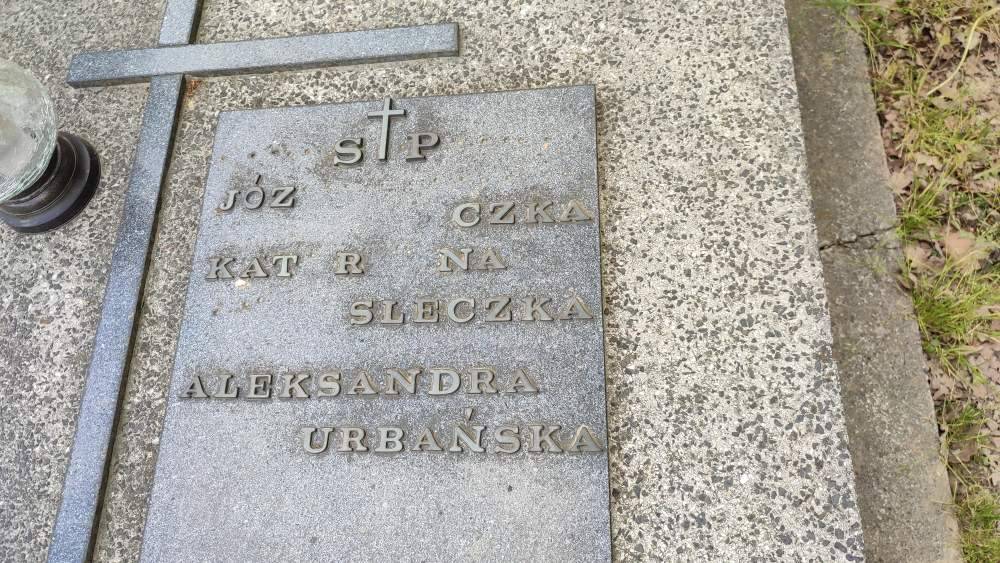 S P
JÓZ CZKA
KAT R NA
SLECZKA
ALEKSANDRA
URBAŃSKA